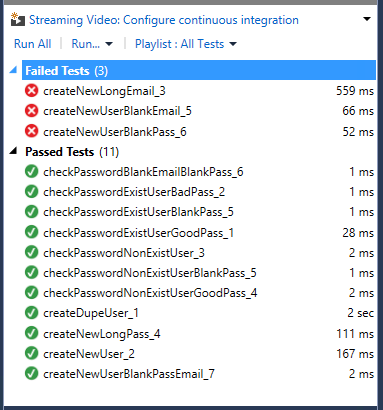 Streaming Video: Configure continuous integration
Run All Run... Playlist : All Tests
Failed Tests (3)
createNewLongEmail_3 559 ms
createNewUserBlankEmail_5 66 ms
createNewUserBlankPass_6 52 ms
Passed Tests (11)
checkPasswordBlankEmailBlankPass_6 1 ms
checkPasswordExistUserBadPass_2 1 ms
checkPasswordExistUserBlankPass_5 1 ms
checkPasswordExistUserGoodPass_1 28 ms
checkPasswordNonExistUser_3 2 ms
checkPasswordNonExistUserBlankPass_5 1 ms
checkPasswordNonExistUserGoodPass_4 2 ms
createDupeUser_1 2 sec
createNewLongPass_4 111 ms
createNewUser_2 167 ms
createNewUserBlankPassEmail_7 2 ms